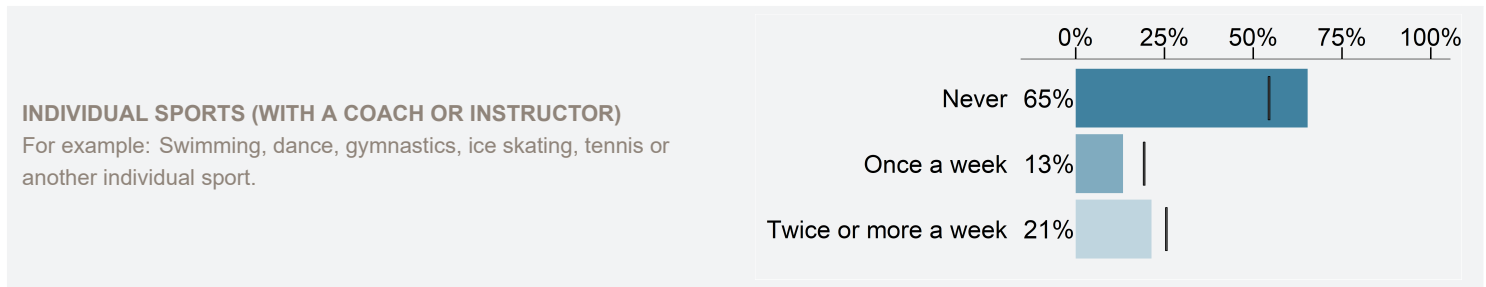 INDIVIDUAL SPORTS (WITH A COACH OR INSTRUCTOR)
For example: Swimming, dance, gymnastics, ice skating, tennis or
another individual sport.
0% 25% 50% 75% 100%
Never 65%
Once a week 13%
Twice or more a week 21%